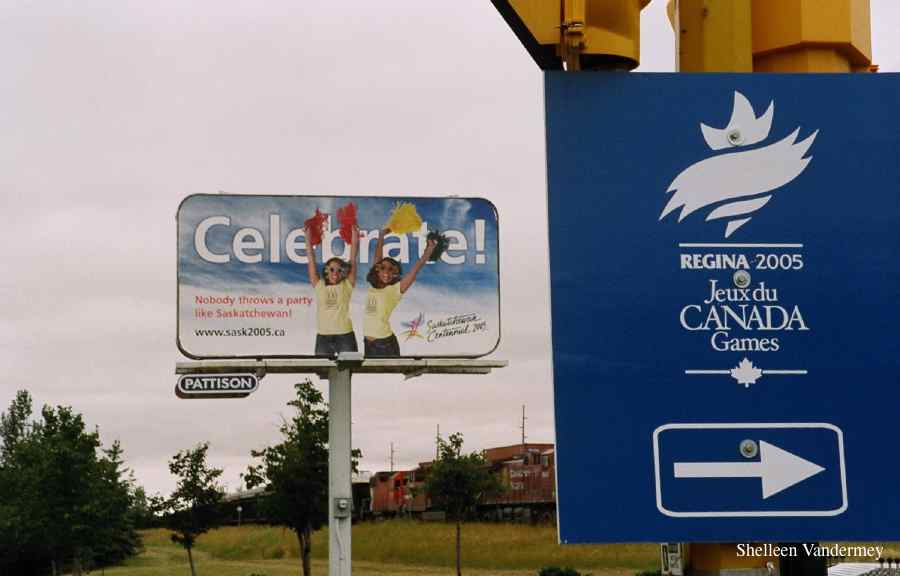 Celebrate!
Nobody throws a party
like Saskatchewan!
www.sask2005.ca
Saskatchewan
Centennial 2005
PATTISON
REGINA 2005
Jeux du
CANADA
Games
Shelleen Vandermey